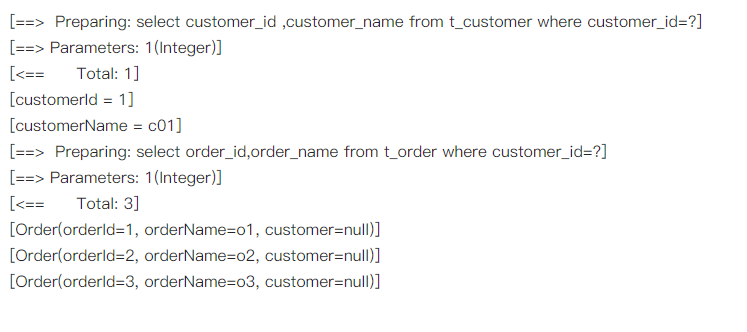 [==>  Preparing: select customer_id ,customer_name from t_customer where customer_id=?]
[==> Parameters: 1(Integer)]
[<==      Total: 1]
[customerId = 1]
[customerName = c01]
[==>  Preparing: select order_id,order_name from t_order where customer_id=?]
[==> Parameters: 1(Integer)]
[<==      Total: 3]
[Order(orderId=1, orderName=o1, customer=null)]
[Order(orderId=2, orderName=o2, customer=null)]
[Order(orderId=3, orderName=o3, customer=null)]